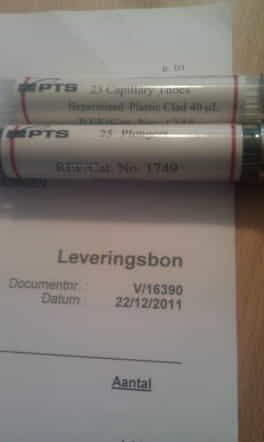 PTS
25 Capillary Tubes
Heparinized Plastic Clad 40 µL
PTS
25 Plungers
REF/Cat. No. 1749
Leveringsbon
Documentnr. V/16390
Datum 22/12/2011
Aantal